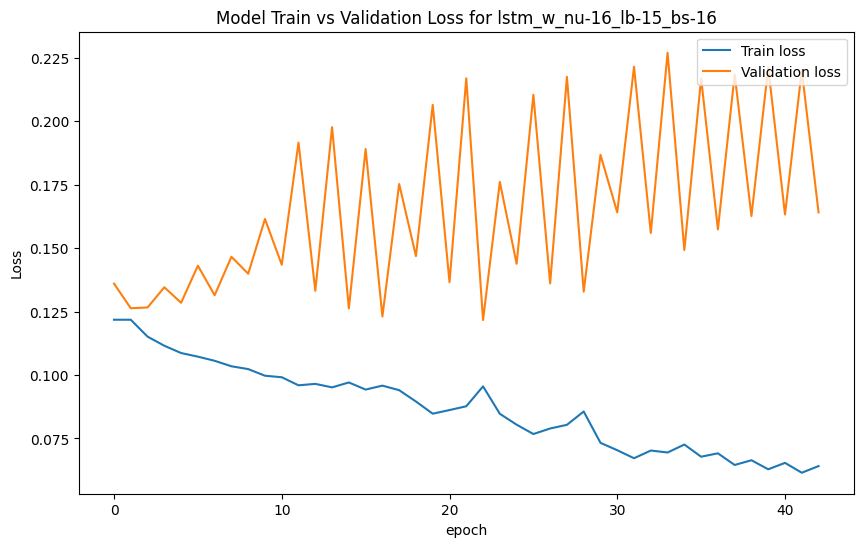 Model Train vs Validation Loss for lstm_w_nu-16_lb-15_bs-16
Train loss
Validation loss
0.225
0.200
0.175
0.150
0.125
0.100
0.075
Loss
0
10
20
30
40
epoch